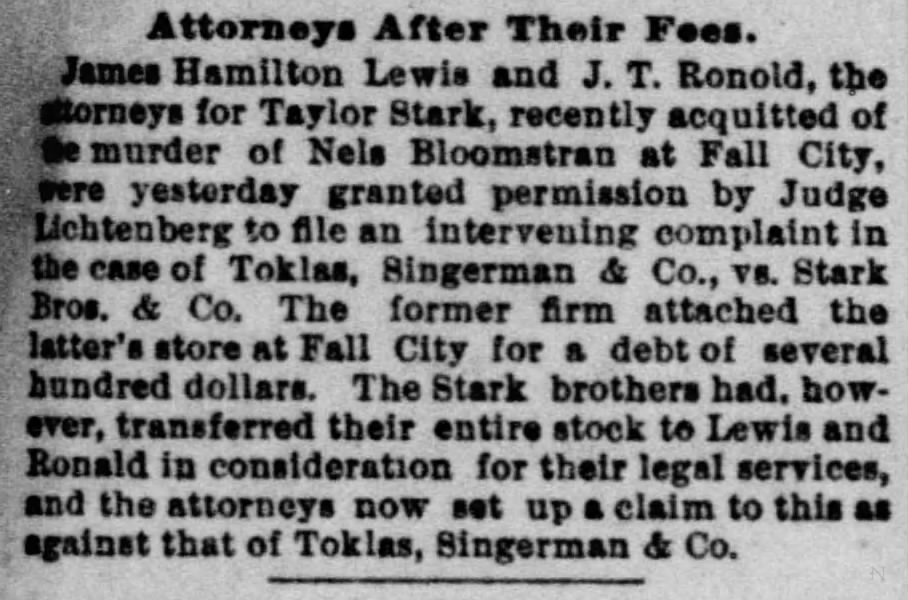 Attorneys After Their Fees.
James Hamilton Lewis and J. T. Ronold, the
attorneys for Taylor Stark, recently acquitted of
the murder of Nels Bloomstran at Fall City,
were yesterday granted permission by Judge
Lichtenberg to file an intervening complaint in
the case of Toklas, Singerman & Co., vs. Stark
Bros. & Co. The former firm attached the
latter's store at Fall City for a debt of several
hundred dollars. The Stark brothers had, how-
ever, transferred their entire stock to Lewis and
Ronald in consideration for their legal services,
and the attorneys now set up a claim to this as
against that of Toklas, Singerman & Co.
N